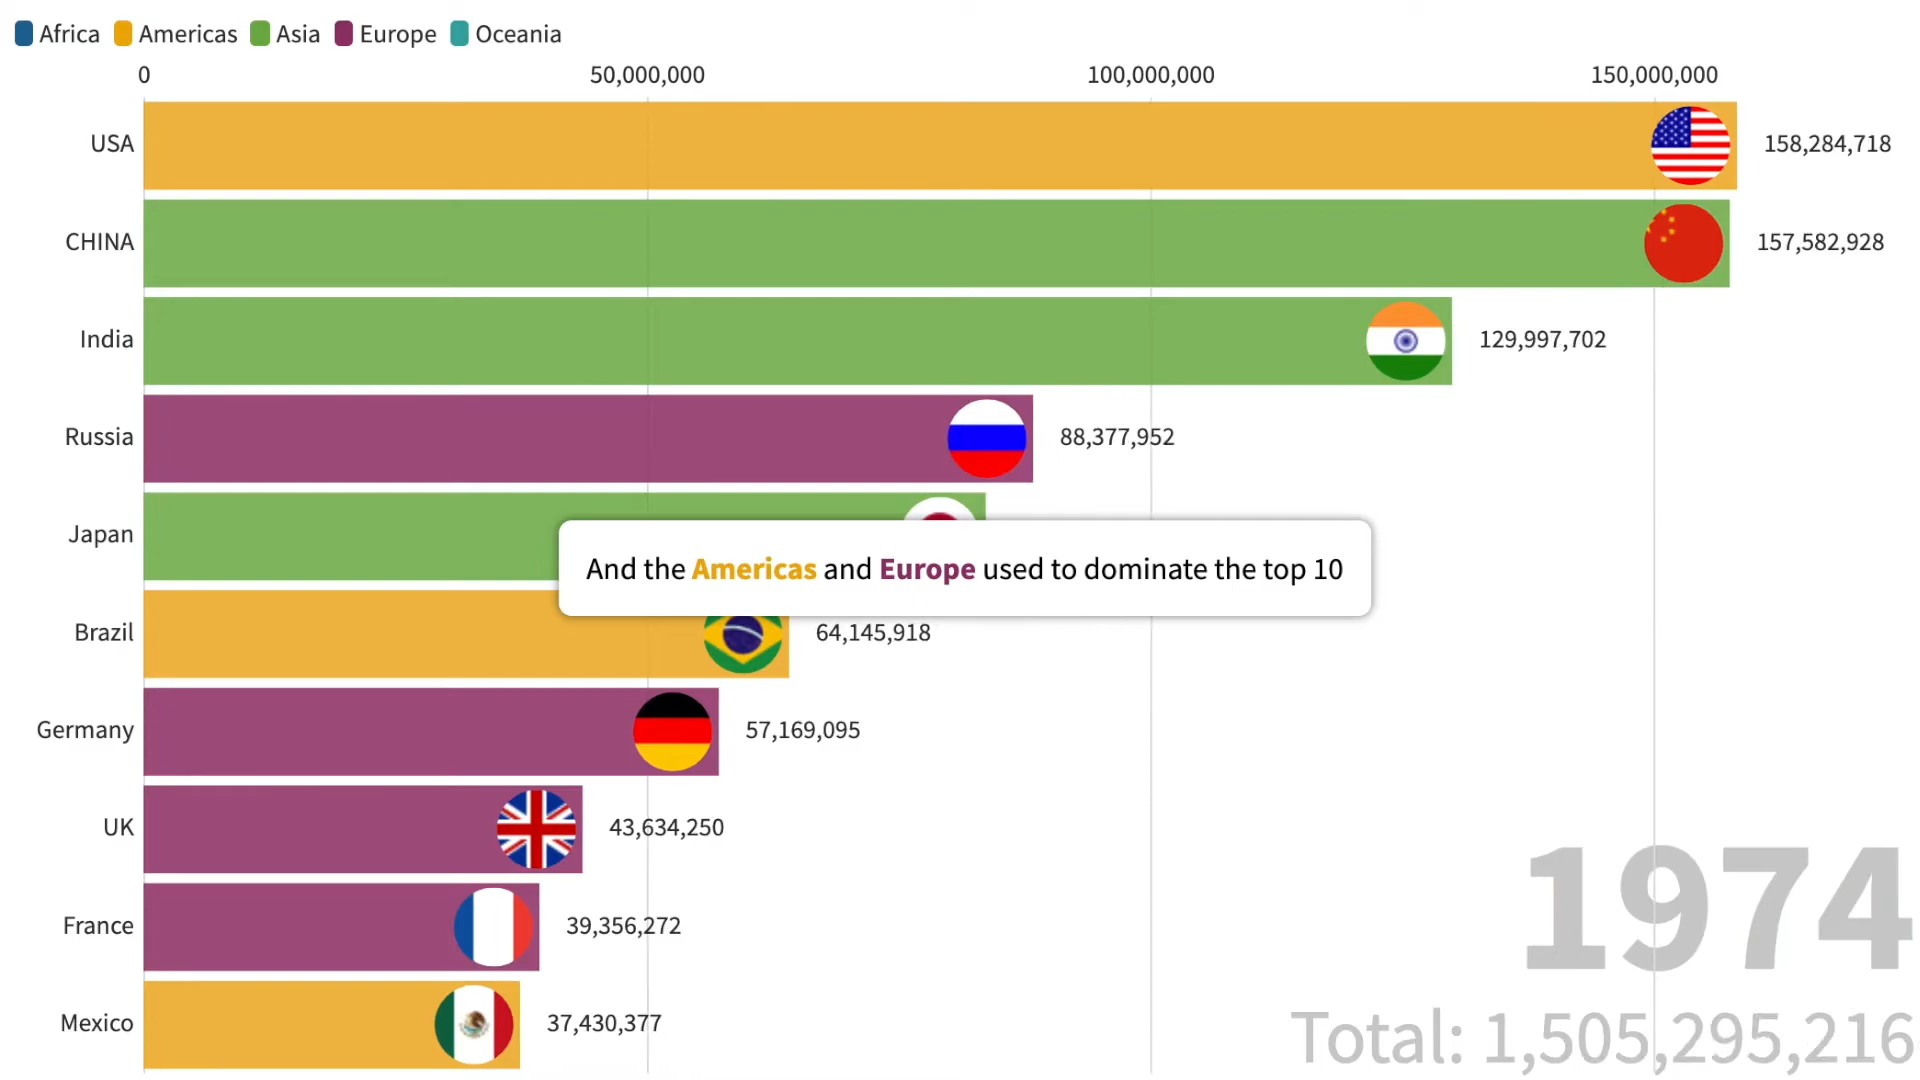 Africa Americas Asia Europe Oceania
0 50,000,000 100,000,000 150,000,000
USA 158,284,718
CHINA 157,582,928
India 129,997,702
Russia 88,377,952
Japan
And the Americas and Europe used to dominate the top 10
Brazil 64,145,918
Germany 57,169,095
UK 43,634,250
France 39,356,272
Mexico 37,430,377
1974
Total: 1,505,295,216